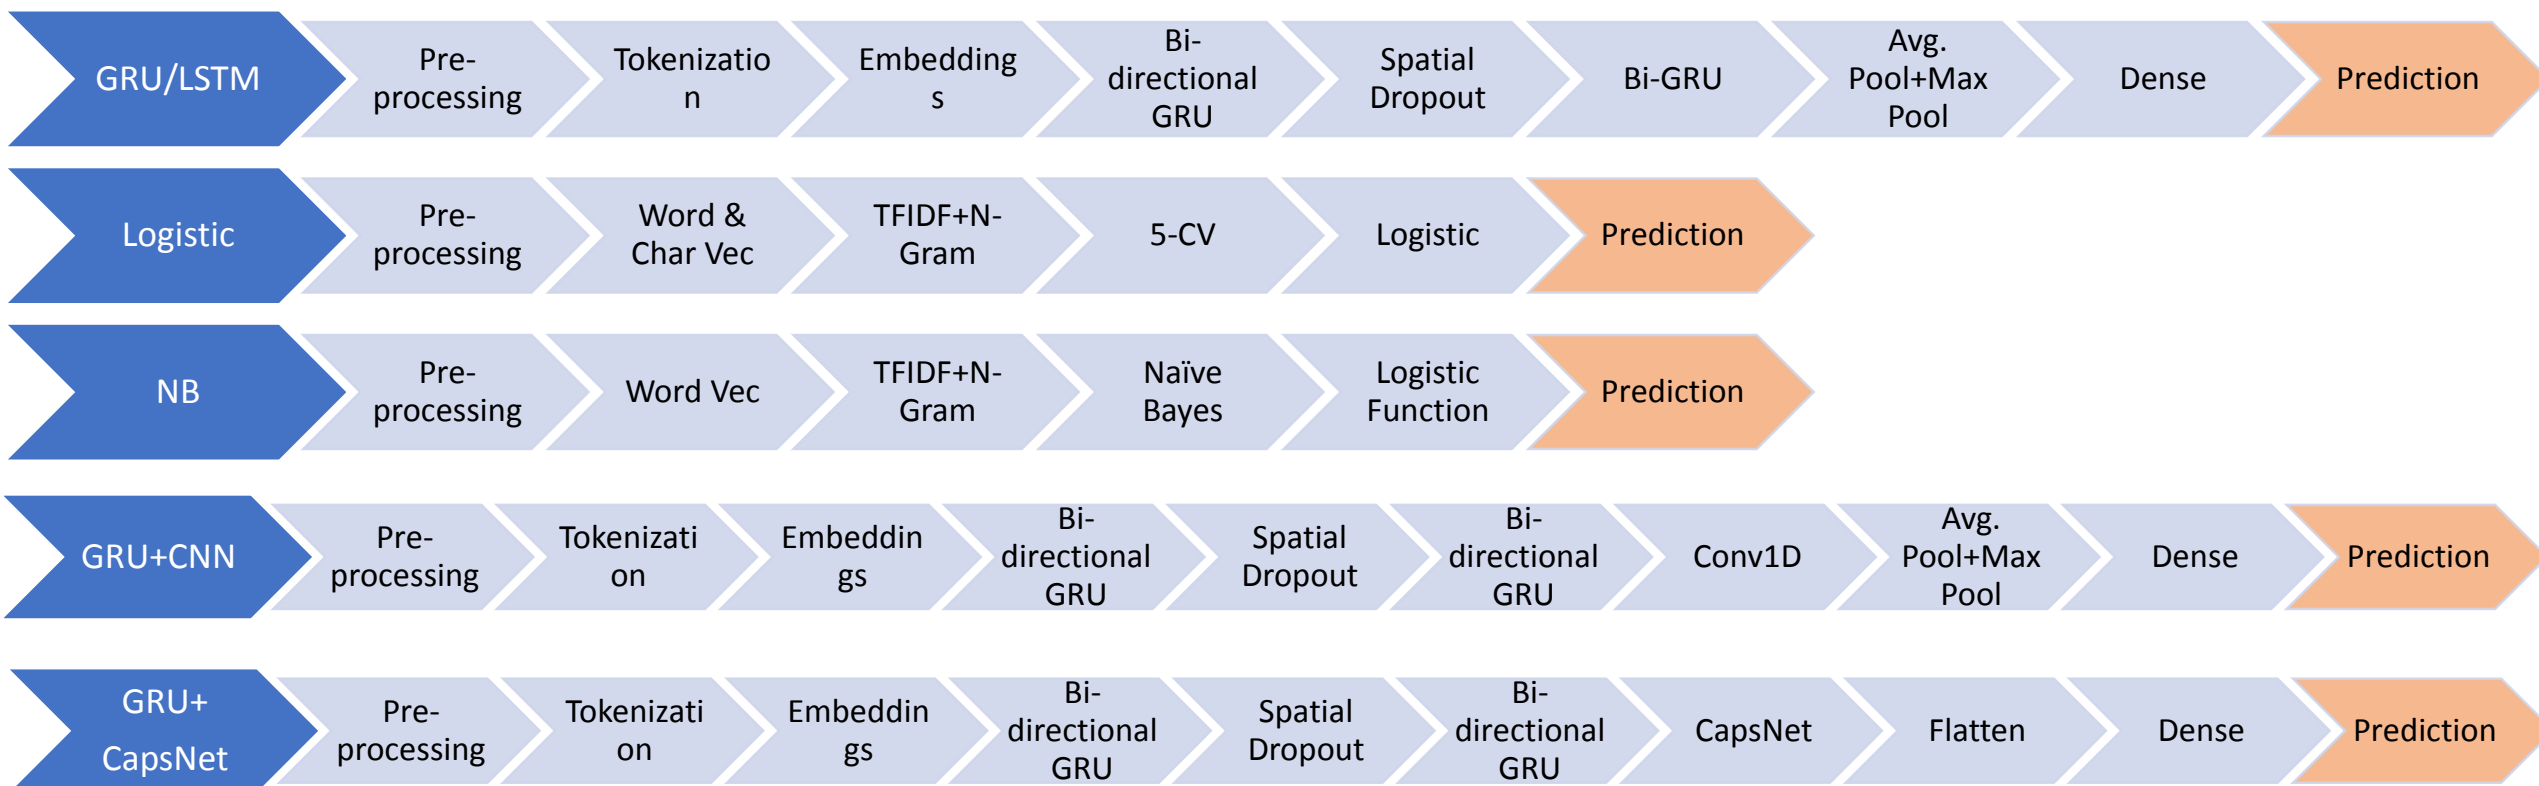 GRU/LSTM
Pre-
processing
Tokenizatio
n
Embedding
s
Bi-
directional
GRU
Spatial
Dropout
Bi-GRU
Avg.
Pool+Max
Pool
Dense
Prediction
Logistic
Pre-
processing
Word &
Char Vec
TFIDF+N-
Gram
5-CV
Logistic
Prediction
NB
Pre-
processing
Word Vec
TFIDF+N-
Gram
Naïve
Bayes
Logistic
Function
Prediction
GRU+CNN
Pre-
processing
Tokenizati
on
Embeddin
gs
Bi-
directional
GRU
Spatial
Dropout
Bi-
directional
GRU
Conv1D
Avg.
Pool+Max
Pool
Dense
Prediction
GRU+
CapsNet
Pre-
processing
Tokenizati
on
Embeddin
gs
Bi-
directional
GRU
Spatial
Dropout
Bi-
directional
GRU
CapsNet
Flatten
Dense
Prediction